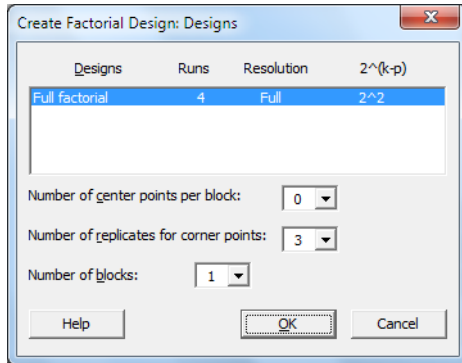 Create Factorial Design: Designs
Designs Runs Resolution 2^(k-p)
Full factorial 4 Full 2^2
Number of center points per block: 0
Number of replicates for corner points: 3
Number of blocks: 1
Help OK Cancel